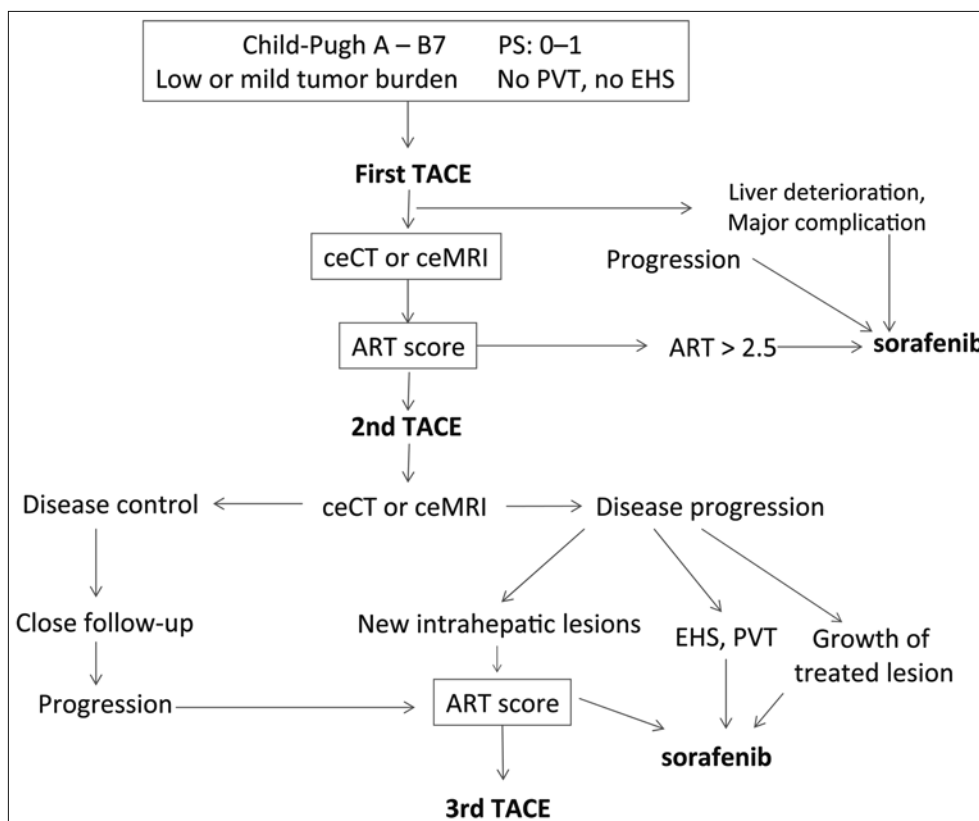 Child-Pugh A – B7 PS: 0–1
Low or mild tumor burden No PVT, no EHS
First TACE
Liver deterioration,
Major complication
ceCT or ceMRI
Progression
ART score
ART > 2.5
sorafenib
2nd TACE
Disease control
ceCT or ceMRI
Disease progression
Close follow-up
New intrahepatic lesions
EHS, PVT
Growth of
treated lesion
Progression
ART score
sorafenib
3rd TACE